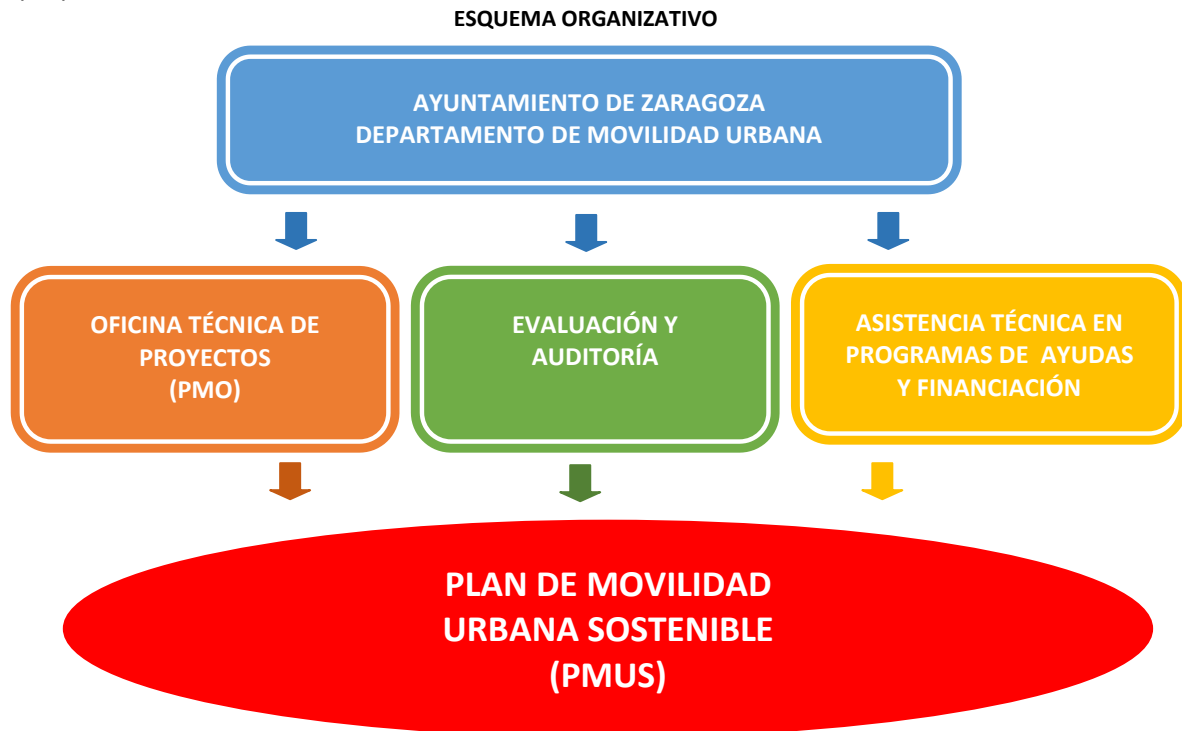 ESQUEMA ORGANIZATIVO
AYUNTAMIENTO DE ZARAGOZA
DEPARTAMENTO DE MOVILIDAD URBANA
OFICINA TÉCNICA DE
PROYECTOS
(PMO)
EVALUACIÓN Y
AUDITORÍA
ASISTENCIA TÉCNICA EN
PROGRAMAS DE AYUDAS
Y FINANCIACIÓN
PLAN DE MOVILIDAD
URBANA SOSTENIBLE
(PMUS)